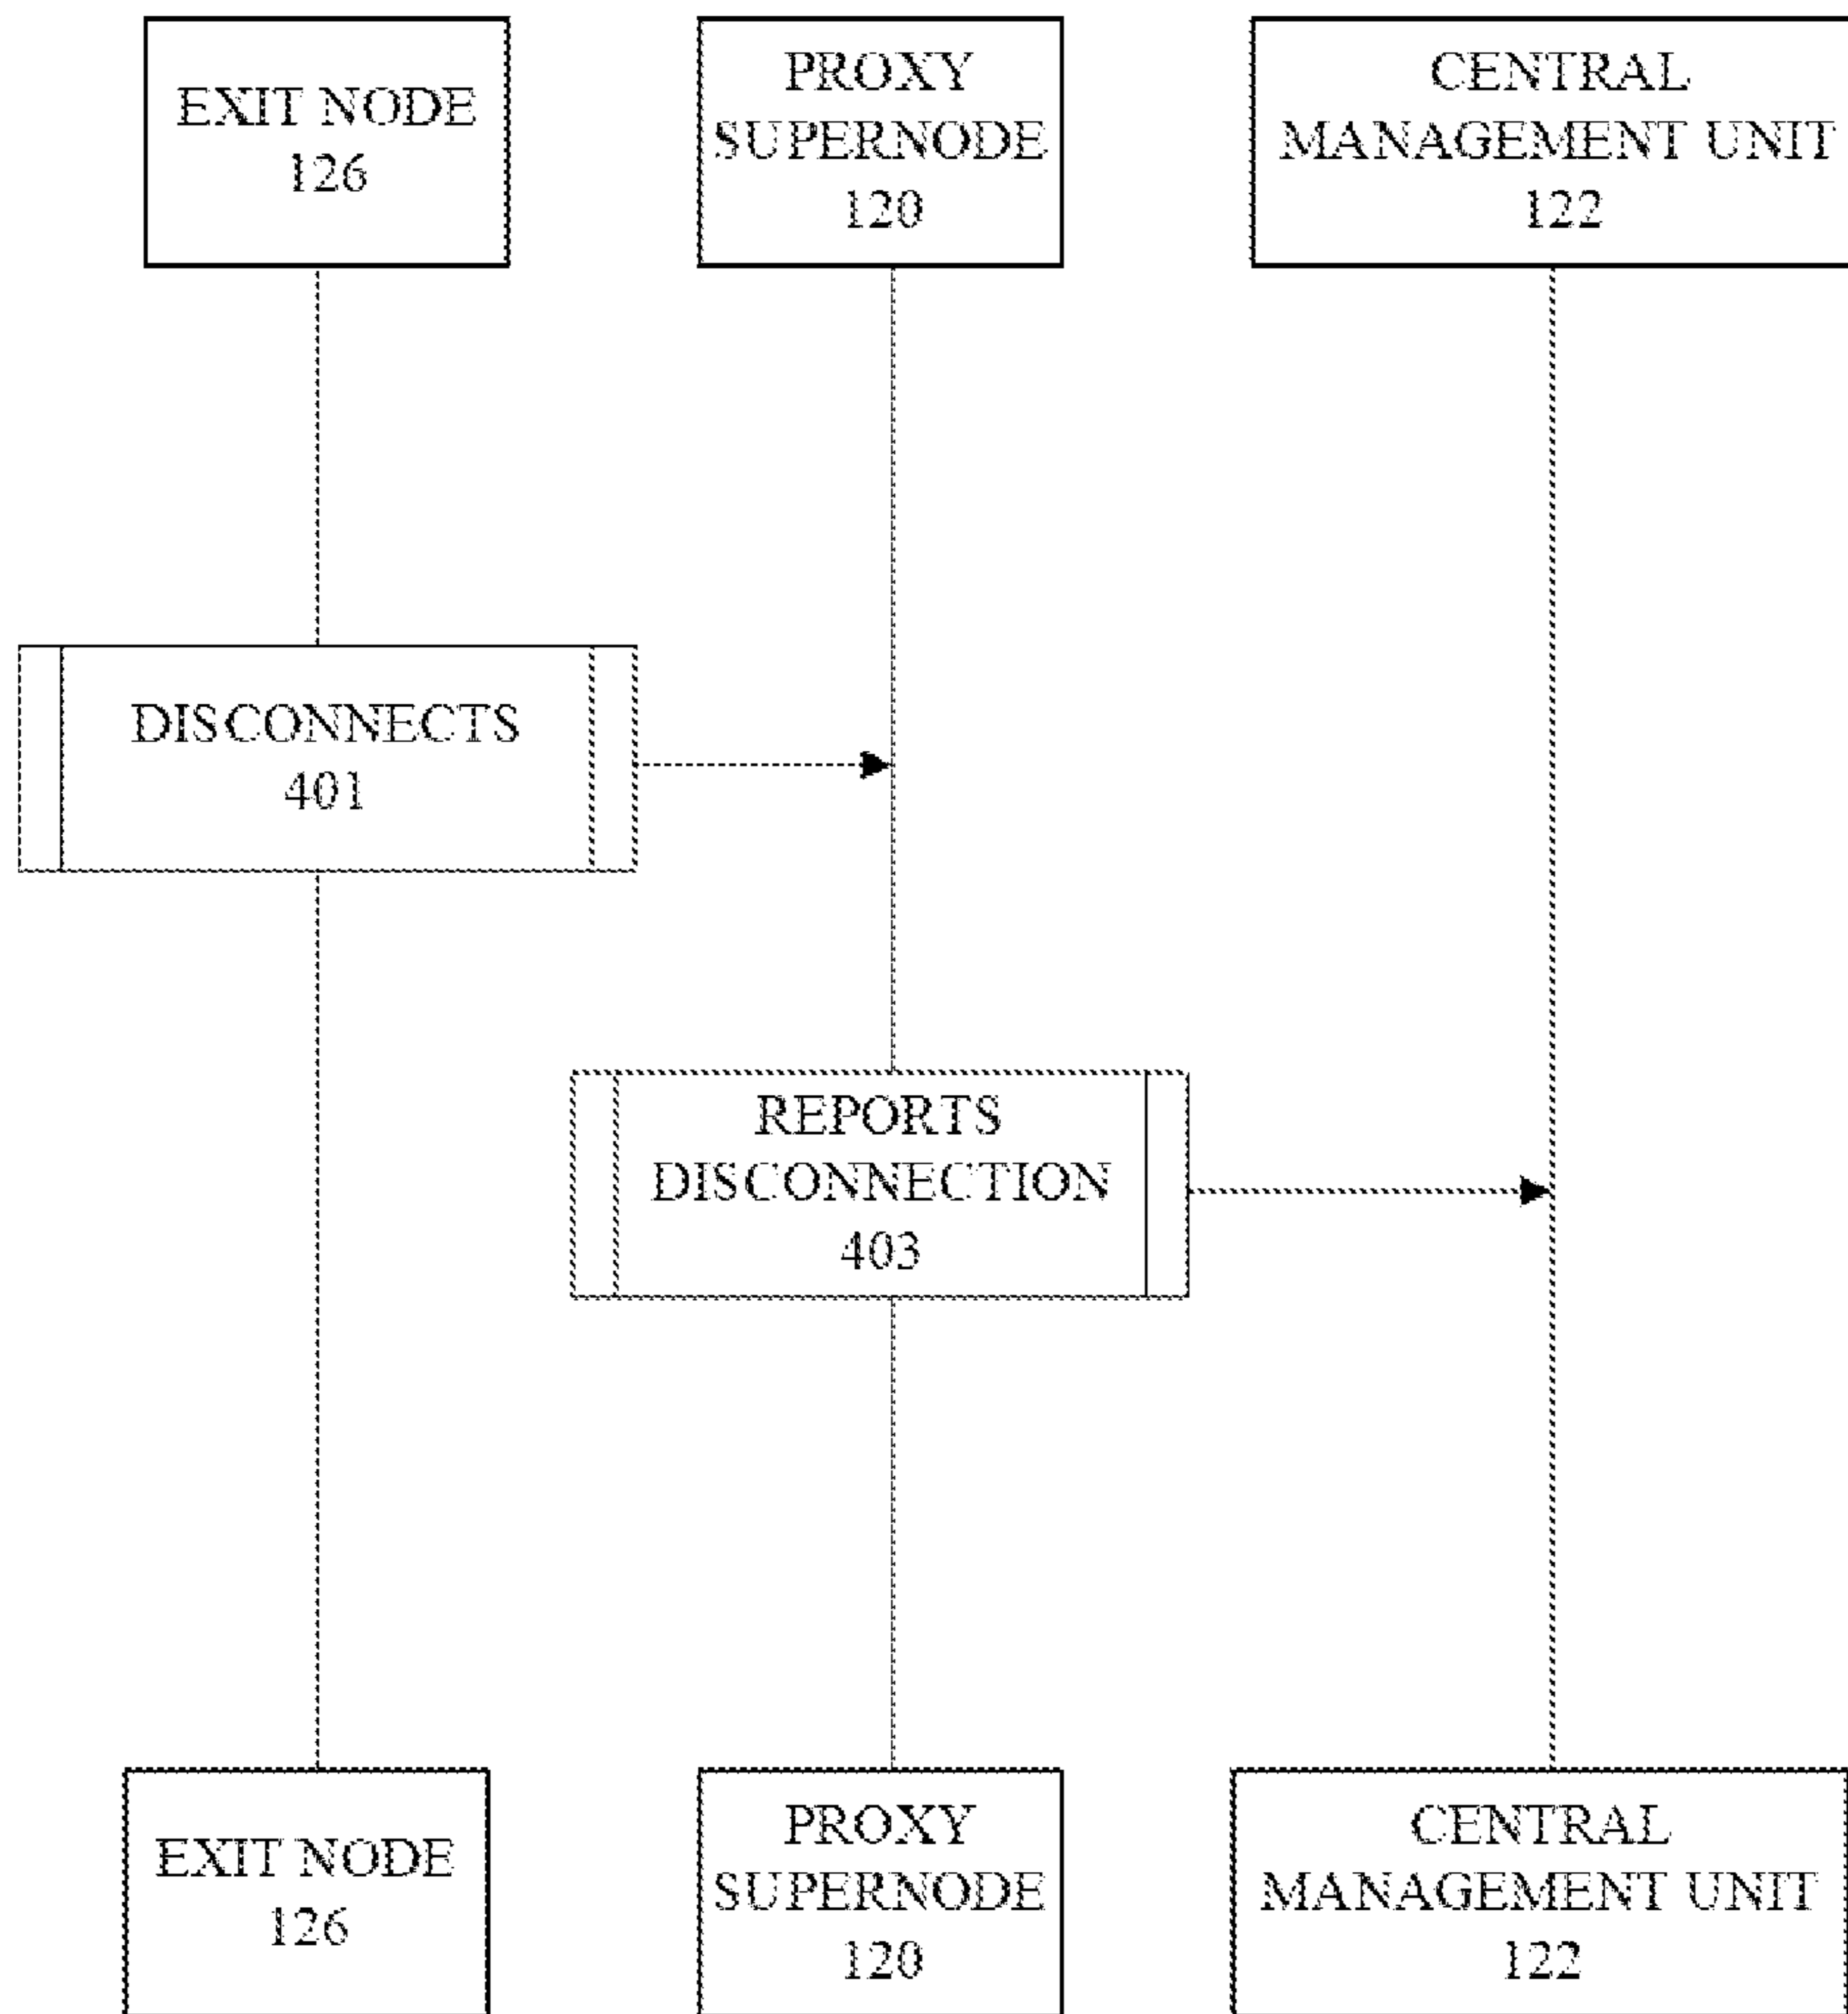 EXIT NODE
126
PROXY
SUPERNODE
120
CENTRAL
MANAGEMENT UNIT
122
DISCONNECTS
401
REPORTS
DISCONNECTION
403
EXIT NODE
126
PROXY
SUPERNODE
120
CENTRAL
MANAGEMENT UNIT
122